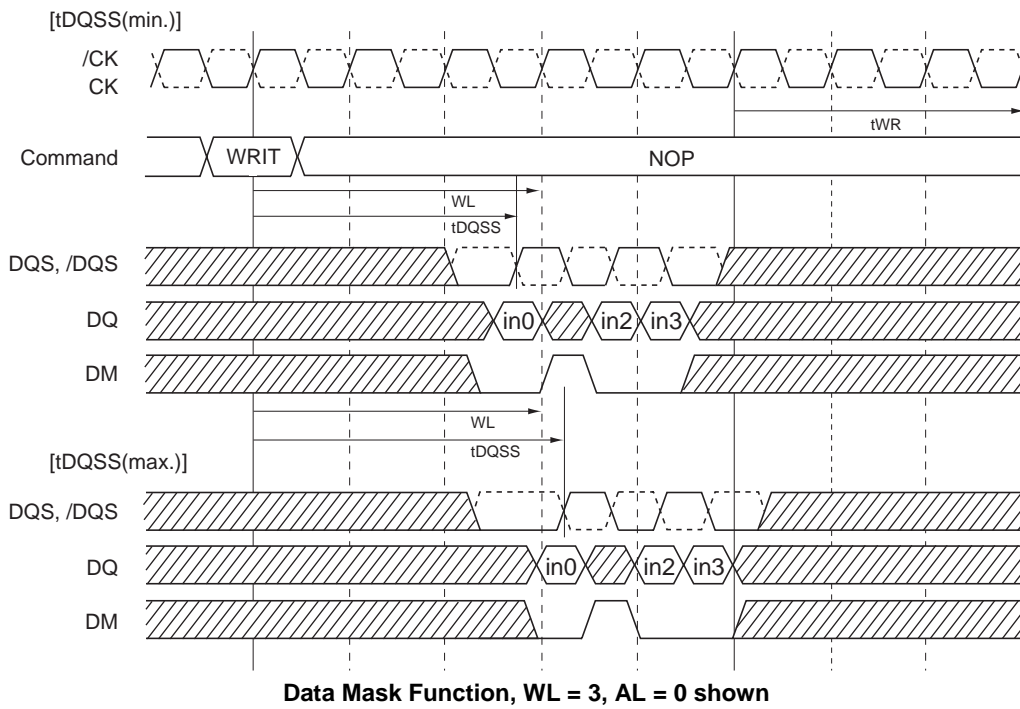 [tDQSS(min.)]
/CK
CK
tWR
Command WRIT NOP
WL
tDQSS
DQS, /DQS
DQ in0 in2 in3
DM
WL
tDQSS
[tDQSS(max.)]
DQS, /DQS
DQ in0 in2 in3
DM
Data Mask Function, WL = 3, AL = 0 shown